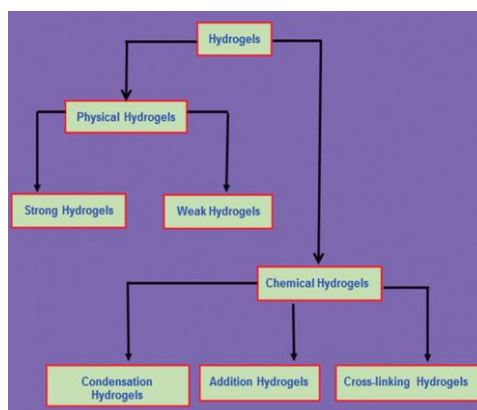 Hydrogels
Physical Hydrogels
Strong Hydrogels
Weak Hydrogels
Chemical Hydrogels
Condensation
Hydrogels
Addition Hydrogels
Cross-linking Hydrogels